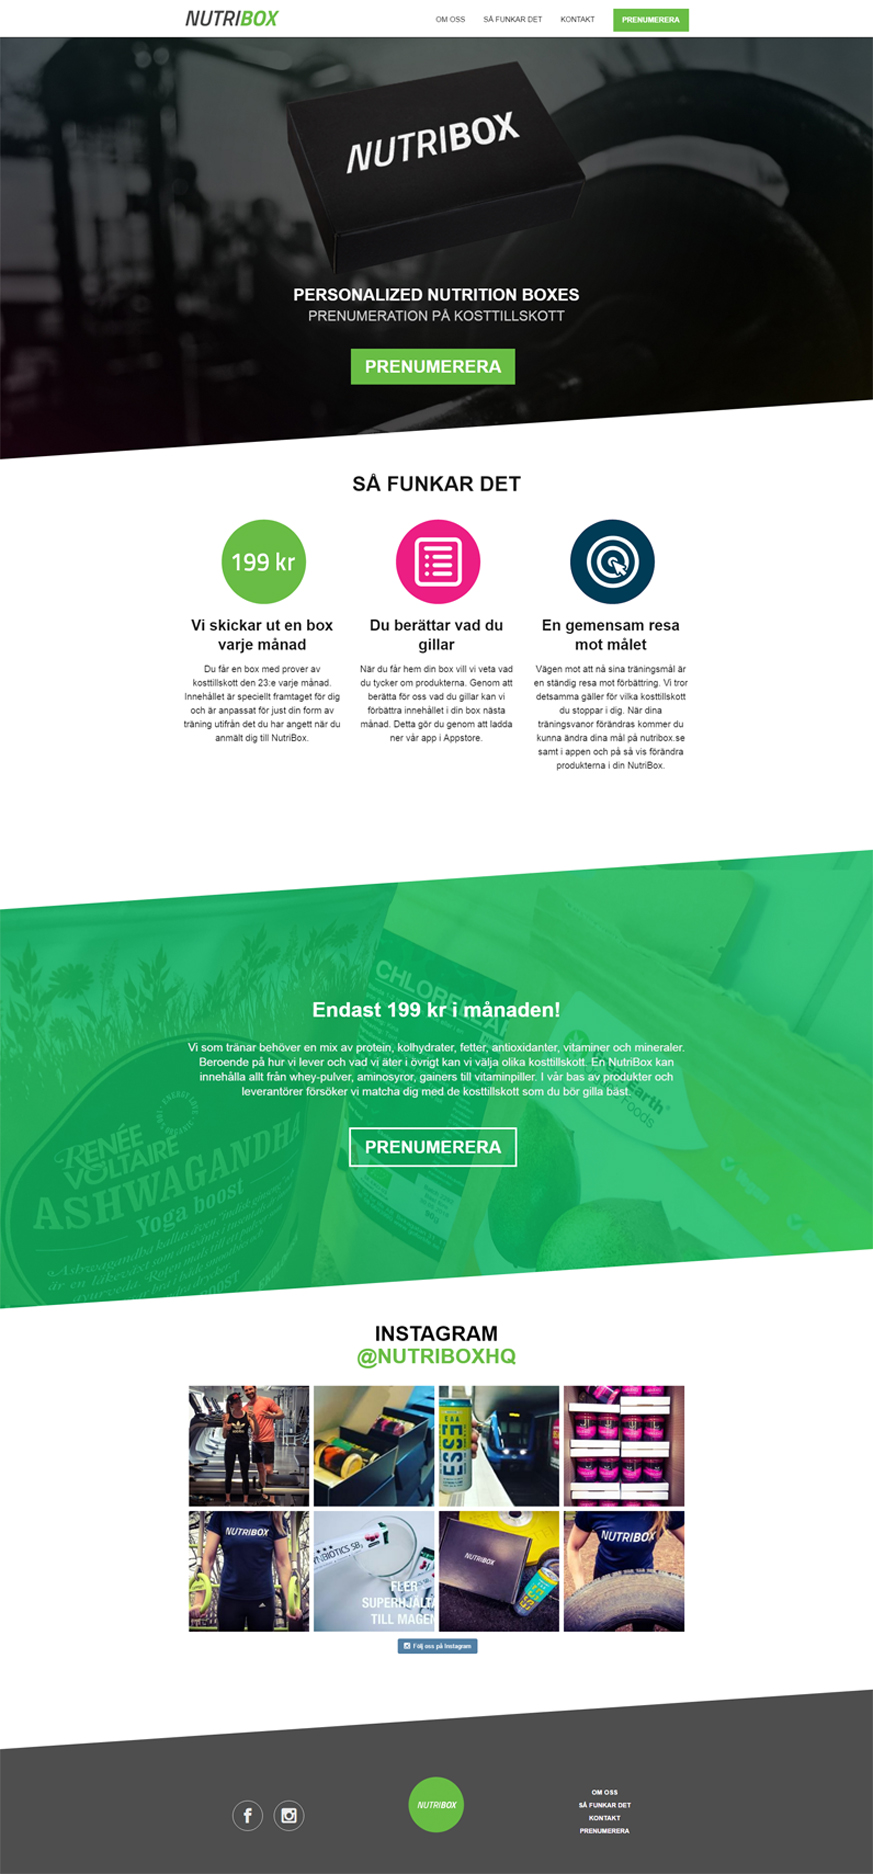 NUTRIBOX
OM OSS
SÅ FUNKAR DET
KONTAKT
PRENUMERERA
NUTRIBOX
PERSONALIZED NUTRITION BOXES
PRENUMERATION PÅ KOSTTILLSKOTT
PRENUMERERA
SÅ FUNKAR DET
199 kr
Vi skickar ut en box
varje månad
Du får en box med prover av
kosttillskott den 23:e varje månad.
Innehållet är speciellt framtaget för dig
och är anpassat för just din form av
träning utifrån det du har angett när du
anmält dig till NutriBox.
Du berättar vad du
gillar
När du får hem din box vill vi veta vad
du tycker om produkterna. Genom att
berätta för oss vad du gillar kan vi
förbättra innehållet i din box nästa
månad. Detta gör du genom att ladda
ner vår app i Appstore.
En gemensam resa
mot målet
Vägen mot att nå sina träningsmål är
en ständig resa mot förbättring. Vi tror
detsamma gäller för vilka kosttillskott
du stoppar i dig. När dina
träningsvanor förändras kommer du
kunna ändra dina mål på nutribox.se
samt i appen och på så vis förändra
produkterna i din NutriBox.
Endast 199 kr i månaden!
Vi som tränar behöver en mix av protein, kolhydrater, fetter, antioxidanter, vitaminer och mineraler.
Beroende på hur vi lever och vad vi äter i övrigt kan vi välja olika kosttillskott. En NutriBox kan
innehålla allt från whey-pulver, aminosyror, gainers till vitaminpiller. I vår bas av produkter och
leverantörer försöker vi matcha dig med de kosttillskott som du bör gilla bäst.
PRENUMERERA
RENÉE
VOLTAIRE
ASHWAGANDHA
Yoga boost
Earth
Foods
INSTAGRAM
@NUTRIBOXHQ
ESSE
NUTRIBOX
FLER
SUPERHJÄLTA
TILL MAGEN
NUTRIBOX
NUTRIBOX
Följ oss på Instagram
NUTRIBOX
OM OSS
SÅ FUNKAR DET
KONTAKT
PRENUMERERA